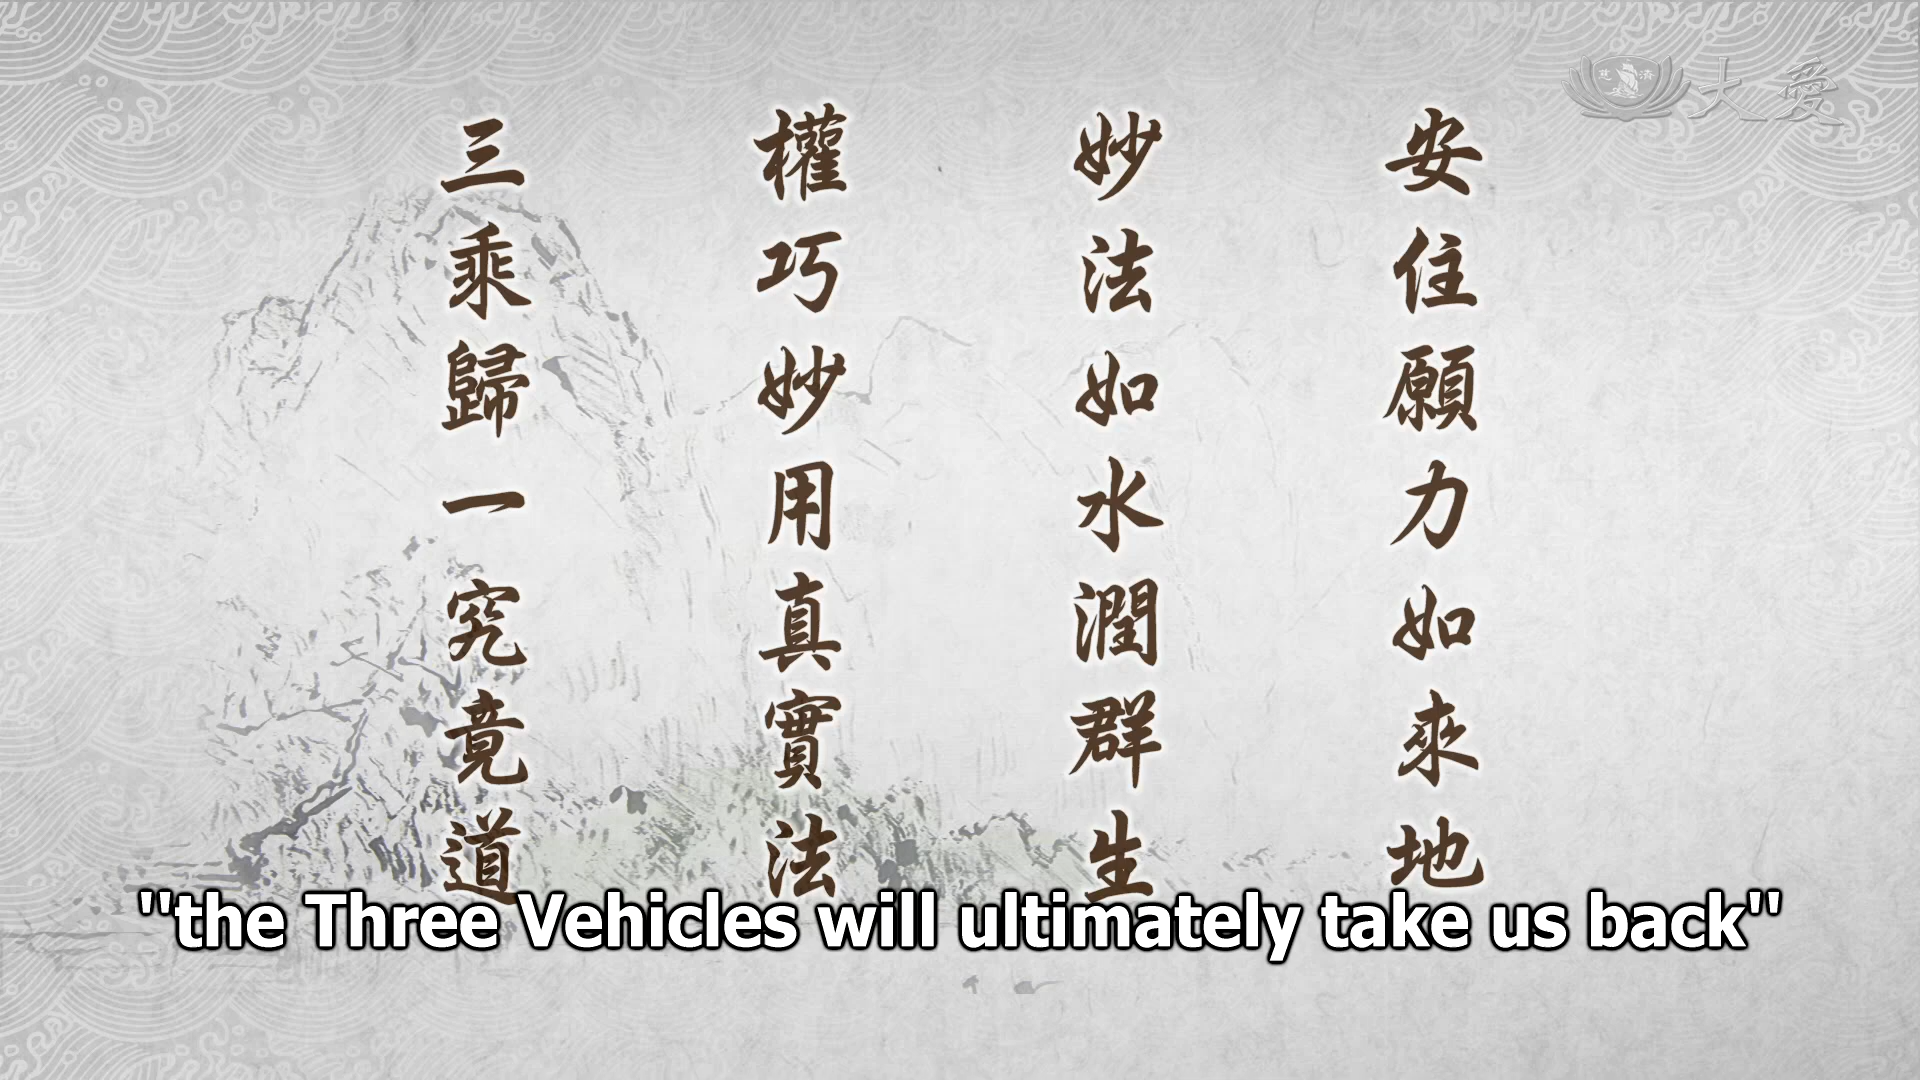 安住願力如來地
妙法如水潤群生
權巧妙用真實法
三乘歸一究竟道
慈濟
大愛
"the Three Vehicles will ultimately take us back"